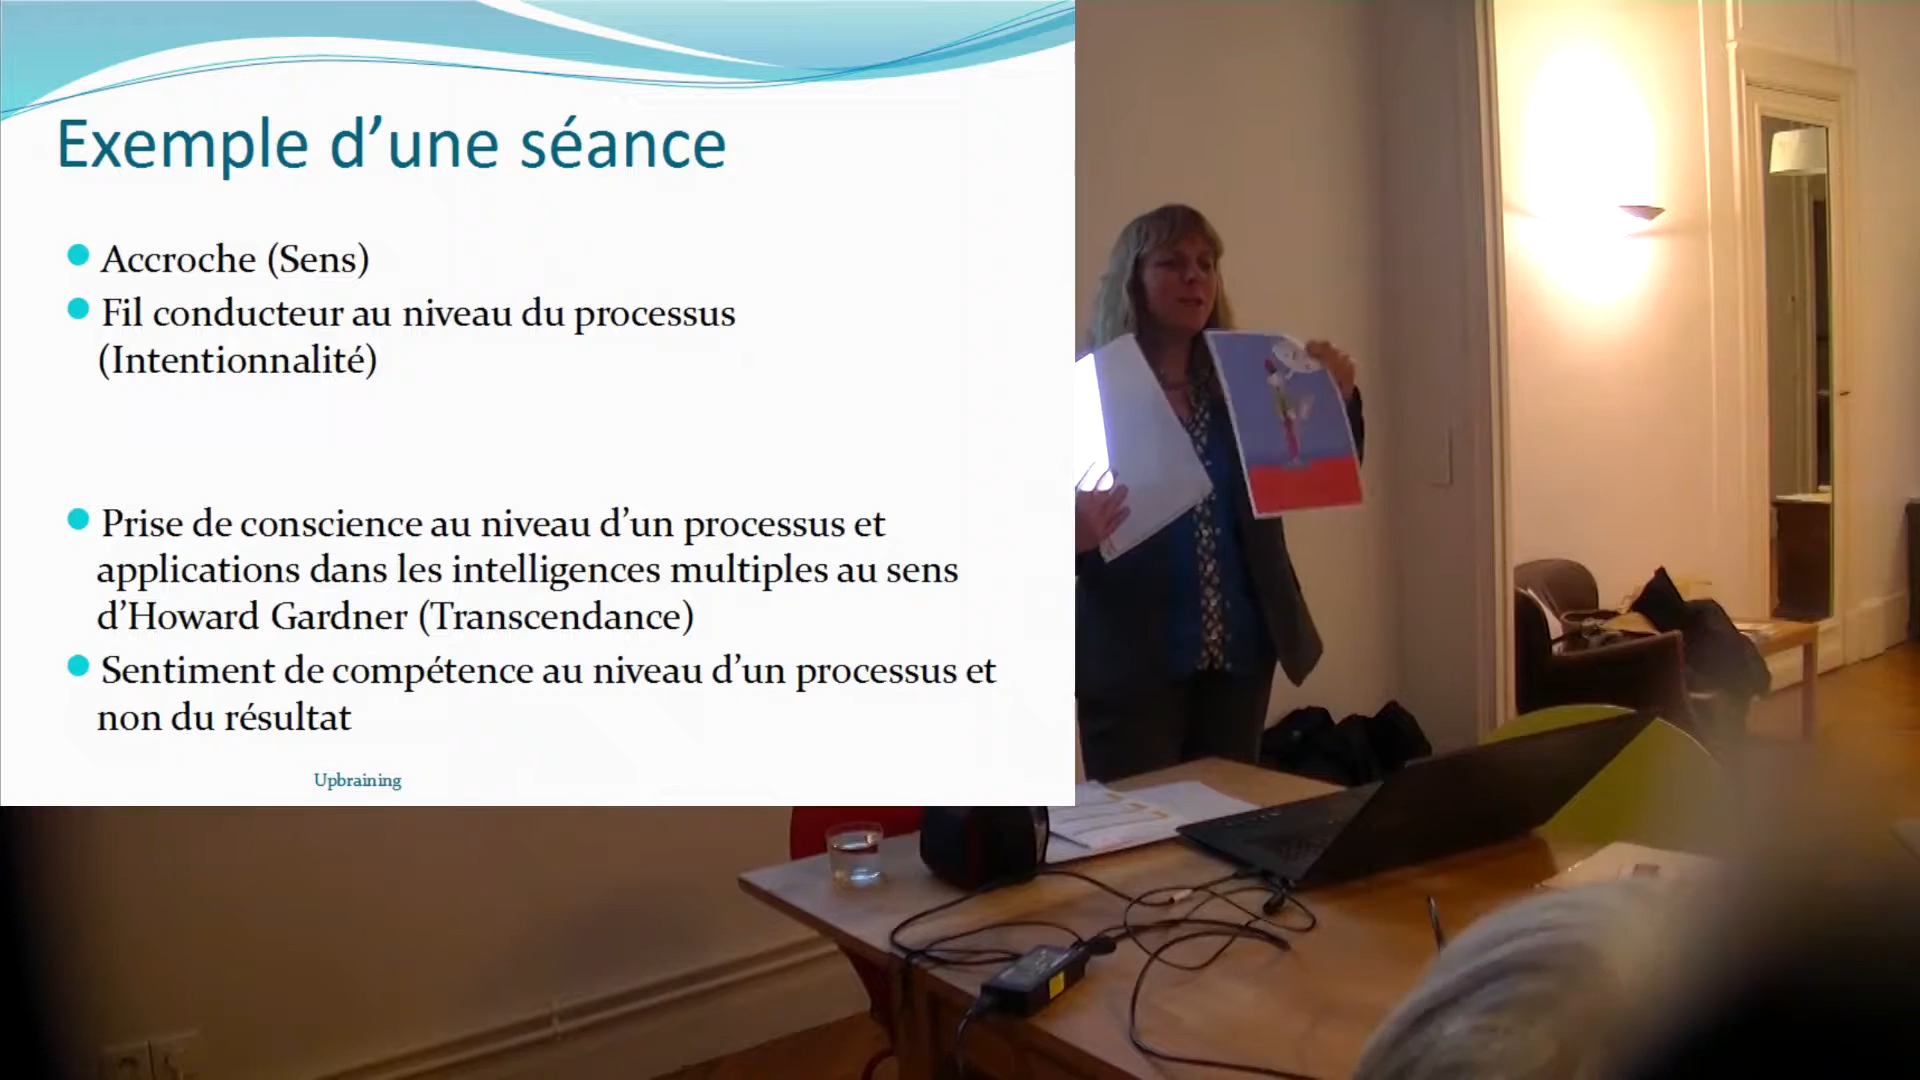 Exemple d’une séance
Accroche (Sens)
Fil conducteur au niveau du processus
(Intentionnalité)
Prise de conscience au niveau d’un processus et
applications dans les intelligences multiples au sens
d’Howard Gardner (Transcendance)
Sentiment de compétence au niveau d’un processus et
non du résultat
Upbraining